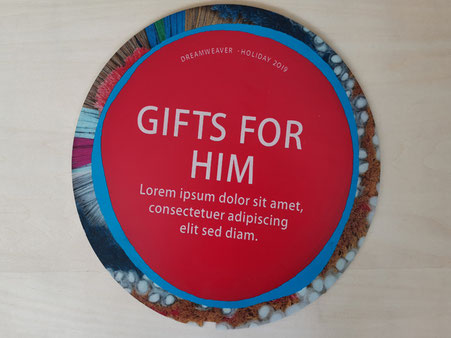 DREAMWEAVER · HOLIDAY 2019
GIFTS FOR
HIM
Lorem ipsum dolor sit amet,
consectetuer adipiscing
elit sed diam.